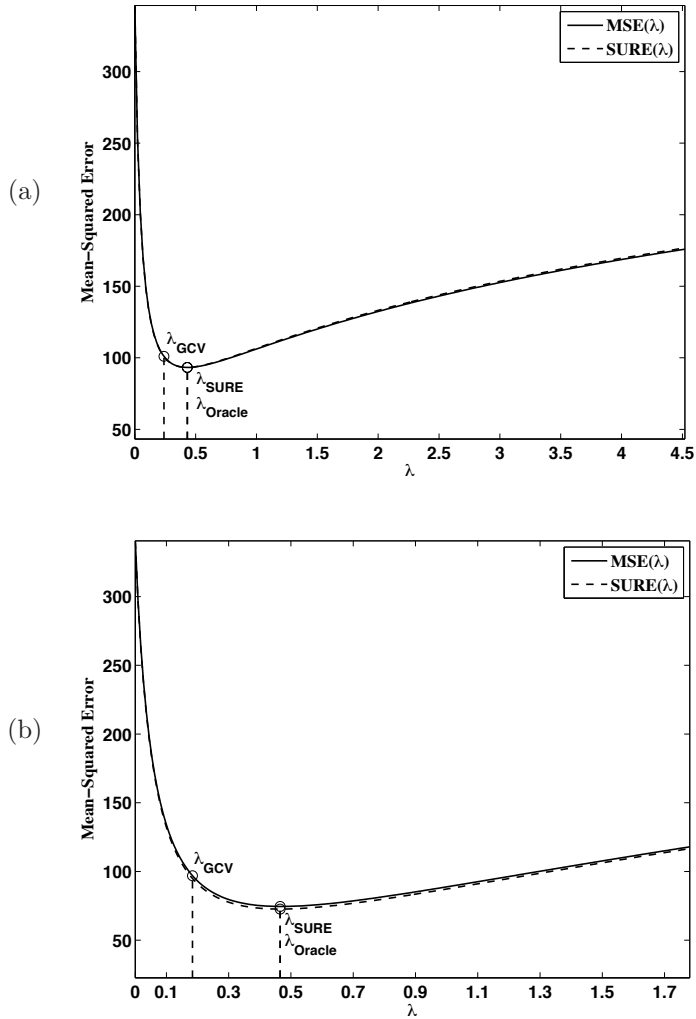 (a)
Mean−Squared Error
300
250
200
150
100
50
MSE(λ)
SURE(λ)
λGCV
λSURE
λOracle
0 0.5 1 1.5 2 2.5 3 3.5 4 4.5
λ
(b)
Mean−Squared Error
300
250
200
150
100
50
MSE(λ)
SURE(λ)
λGCV
λSURE
λOracle
0 0.1 0.3 0.5 0.7 0.9 1.1 1.3 1.5 1.7
λ